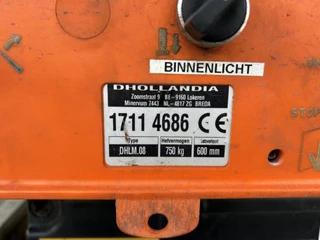 BINNENLICHT
DHOLLANDIA
Zoomstraat 9 BE-9160 Lokeren
Minervum 7443 NL-4817 ZG BREDA
1711 4686 CE
Type Hefvermogen
DHLM.08 750 kg 600 mm
STOP